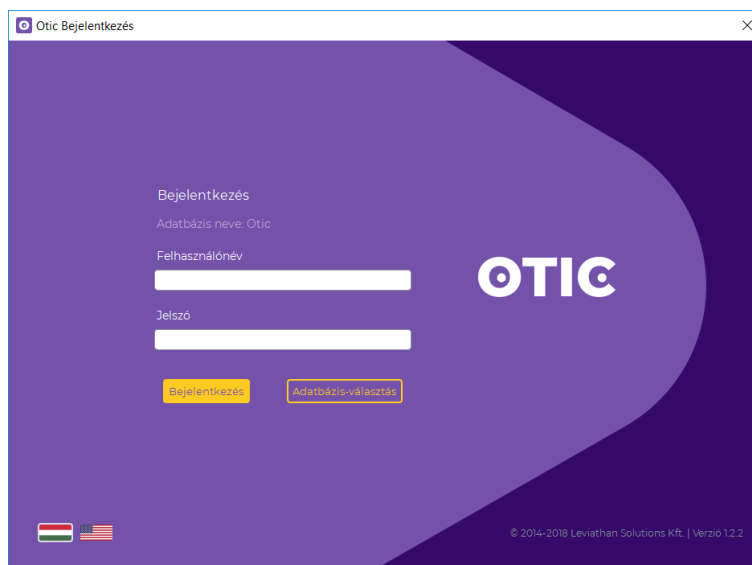 Otic Bejelentkezés
Bejelentkezés
Adatbázis neve: Otic
Felhasználónév
OTIC
Jelszó
Bejelentkezés
Adatbázis-választás
© 2014-2018 Leviathan Solutions Kft. | Verzió 1.2.2